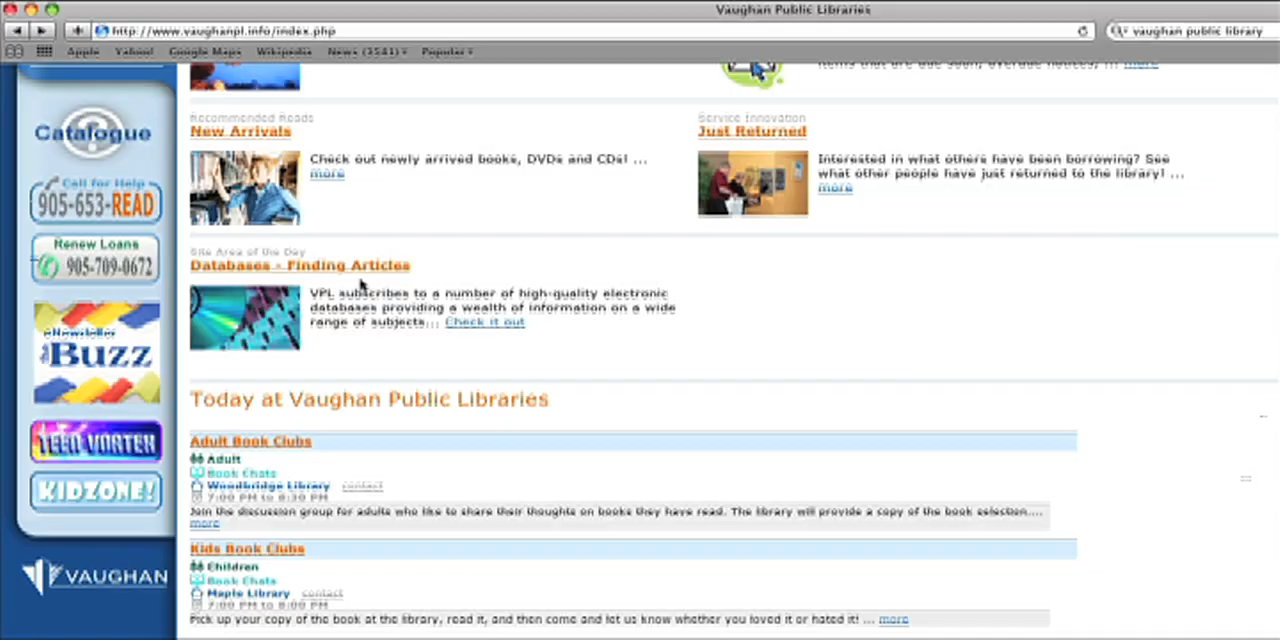 Vaughan Public Libraries
http://www.vaughanpl.info/index.php
vaughan public library
Apple Yahoo! Google Maps Wikipedia News (3541) Popular
items that are due soon, overdue notices, ... more
Catalogue
Call for Help
905-653-READ
Renew Loans
905-709-0672
eNewsletter
the Buzz
TEEN VORTEX
KIDZONE!
VAUGHAN
Recommended Reads
New Arrivals
Check out newly arrived books, DVDs and CDs! ...
more
Service Innovation
Just Returned
Interested in what others have been borrowing? See
what other people have just returned to the library! ...
more
Site Area of the Day
Databases - Finding Articles
VPL subscribes to a number of high-quality electronic
databases providing a wealth of information on a wide
range of subjects... Check it out
Today at Vaughan Public Libraries
Adult Book Clubs
Adult
Book Chats
Woodbridge Library contact
7:00 PM to 8:30 PM
Join the discussion group for adults who like to share their thoughts on books they have read. The library will provide a copy of the book selection....
more
Kids Book Clubs
Children
Book Chats
Maple Library contact
7:00 PM to 8:00 PM
Pick up your copy of the book at the library, read it, and then come and let us know whether you loved it or hated it! ... more